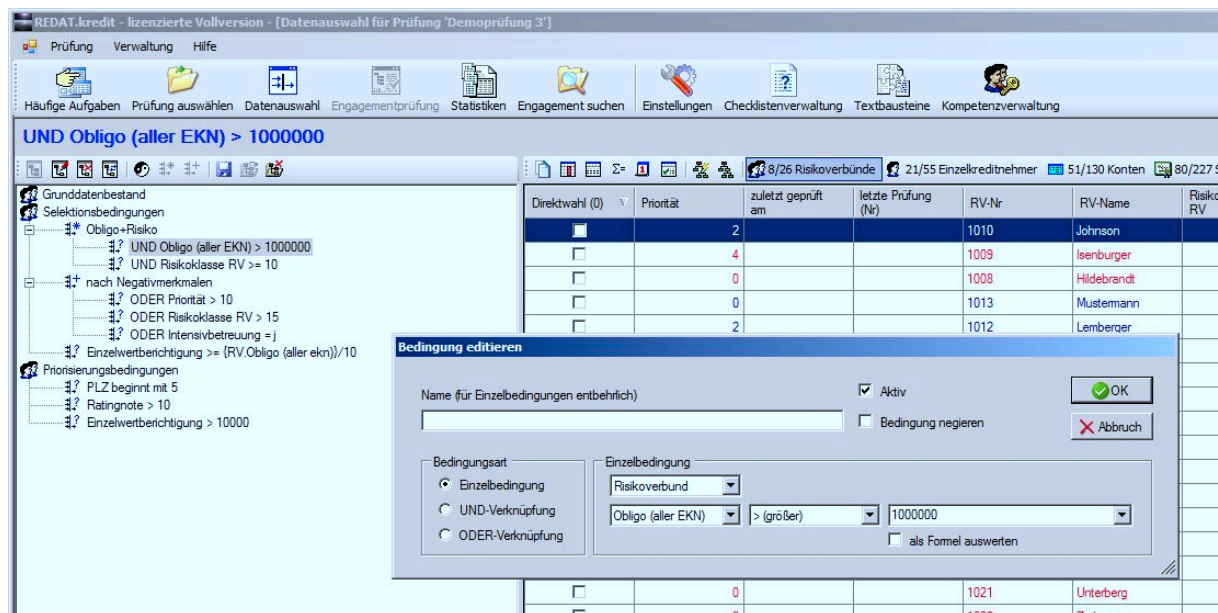 REDAT.kredit - lizenzierte Vollversion - [Datenauswahl für Prüfung 'Demoprüfung 3']
Prüfung Verwaltung Hilfe
Häufige Aufgaben Prüfung auswählen Datenauswahl Engagementprüfung Statistiken Engagement suchen Einstellungen Checklistenverwaltung Textbausteine Kompetenzverwaltung
UND Obligo (aller EKN) > 1000000
Σ= 8/26 Risikoverbünde 21/55 Einzelkreditnehmer 51/130 Konten 80/227
Grunddatenbestand
Selektionsbedingungen
Obligo+Risiko
UND Obligo (aller EKN) > 1000000
UND Risikoklasse RV >= 10
nach Negativmerkmalen
ODER Priorität > 10
ODER Risikoklasse RV > 15
ODER Intensivbetreuung = j
Einzelwertberichtigung >= {RV.Obligo (aller ekn)}/10
Priorisierungsbedingungen
PLZ beginnt mit 5
Ratingnote > 10
Einzelwertberichtigung > 10000
Direktwahl (0) Priorität zuletzt geprüft am letzte Prüfung (Nr) RV-Nr RV-Name RV
2 1010 Johnson
4 1009 Isenburger
0 1008 Hildebrandt
0 1013 Mustermann
2 1012 Lemberger
Bedingung editieren
Name (für Einzelbedingungen entbehrlich)
Aktiv
OK
Bedingung negieren
Abbruch
Bedingungsart
Einzelbedingung
UND-Verknüpfung
ODER-Verknüpfung
Einzelbedingung
Risikoverbund
Obligo (aller EKN) > (größer) 1000000
als Formel auswerten
0 1021 Unterberg